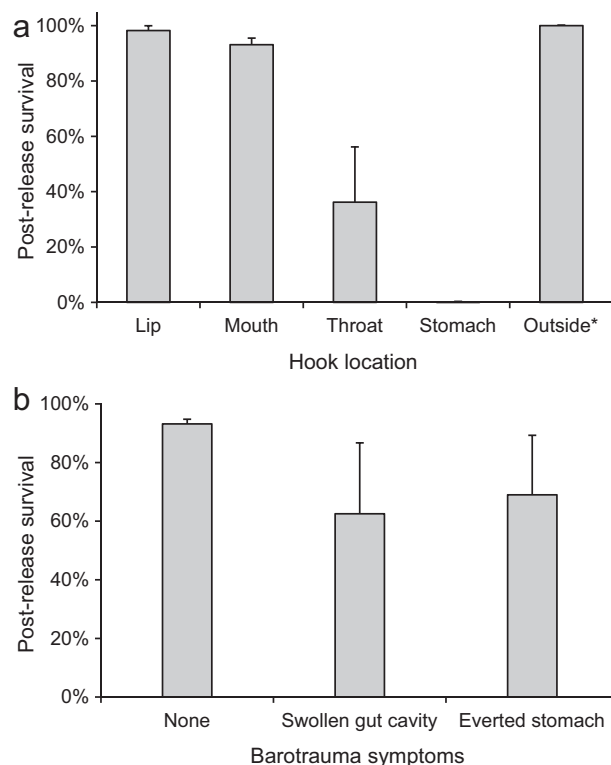 a
Post-release survival
100%
80%
60%
40%
20%
0%
Lip Mouth Throat Stomach Outside*
Hook location
b
Post-release survival
100%
80%
60%
40%
20%
0%
None Swollen gut cavity Everted stomach
Barotrauma symptoms